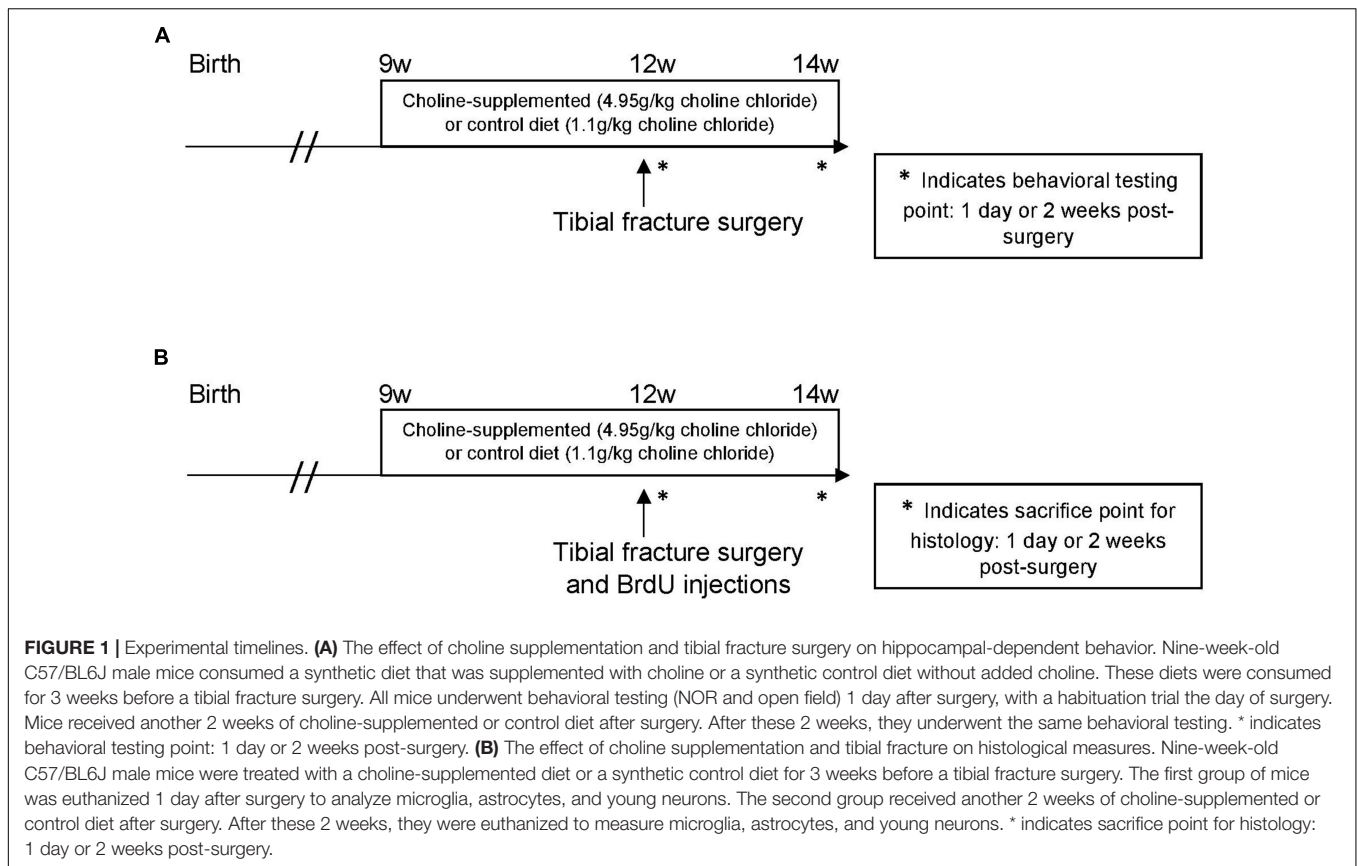 A
Birth
9w
12w
14w
Choline-supplemented (4.95g/kg choline chloride)
or control diet (1.1g/kg choline chloride)
//
*
*
Tibial fracture surgery
* Indicates behavioral testing
point: 1 day or 2 weeks post-
surgery
B
Birth
9w
12w
14w
Choline-supplemented (4.95g/kg choline chloride)
or control diet (1.1g/kg choline chloride)
//
*
*
Tibial fracture surgery
and BrdU injections
* Indicates sacrifice point for
histology: 1 day or 2 weeks
post-surgery
FIGURE 1 | Experimental timelines. (A) The effect of choline supplementation and tibial fracture surgery on hippocampal-dependent behavior. Nine-week-old
C57/BL6J male mice consumed a synthetic diet that was supplemented with choline or a synthetic control diet without added choline. These diets were consumed
for 3 weeks before a tibial fracture surgery. All mice underwent behavioral testing (NOR and open field) 1 day after surgery, with a habituation trial the day of surgery.
Mice received another 2 weeks of choline-supplemented or control diet after surgery. After these 2 weeks, they underwent the same behavioral testing. * indicates
behavioral testing point: 1 day or 2 weeks post-surgery. (B) The effect of choline supplementation and tibial fracture on histological measures. Nine-week-old
C57/BL6J male mice were treated with a choline-supplemented diet or a synthetic control diet for 3 weeks before a tibial fracture surgery. The first group of mice
was euthanized 1 day after surgery to analyze microglia, astrocytes, and young neurons. The second group received another 2 weeks of choline-supplemented or
control diet after surgery. After these 2 weeks, they were euthanized to measure microglia, astrocytes, and young neurons. * indicates sacrifice point for histology:
1 day or 2 weeks post-surgery.